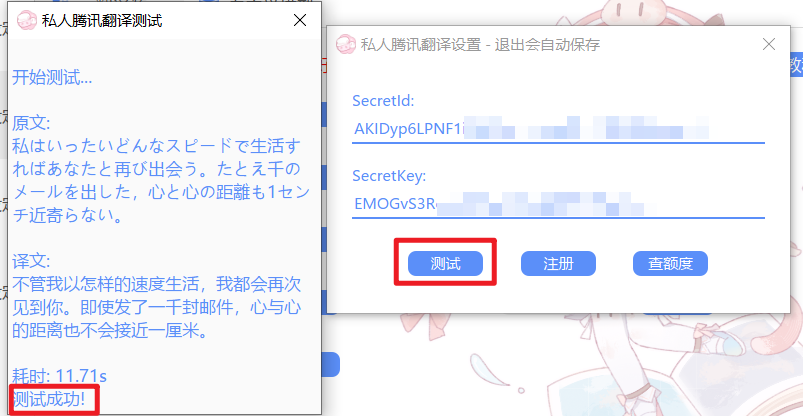 私人腾讯翻译测试
开始测试...
原文:
私はいったいどんなスピードで生活す
ればあなたと再び出会う。たとえ千の
メールを出した，心と心の距離も1セン
チ近寄らない。
译文:
不管我以怎样的速度生活，我都会再次
见到你。即使发了一千封邮件，心与心
的距离也不会接近一厘米。
耗时: 11.71s
测试成功!
私人腾讯翻译设置 - 退出会自动保存
SecretId:
AKIDyp6LPNF1i
SecretKey:
EMOGvS3R
测试 注册 查额度